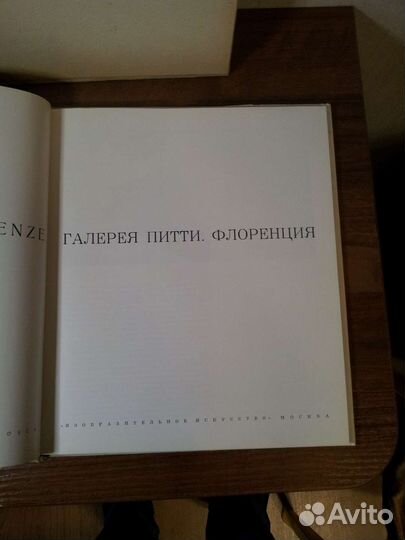 ENZE
ГАЛЕРЕЯ ПИТТИ. ФЛОРЕНЦИЯ
«ИЗОБРАЗИТЕЛЬНОЕ ИСКУССТВО». МОСКВА
Avito